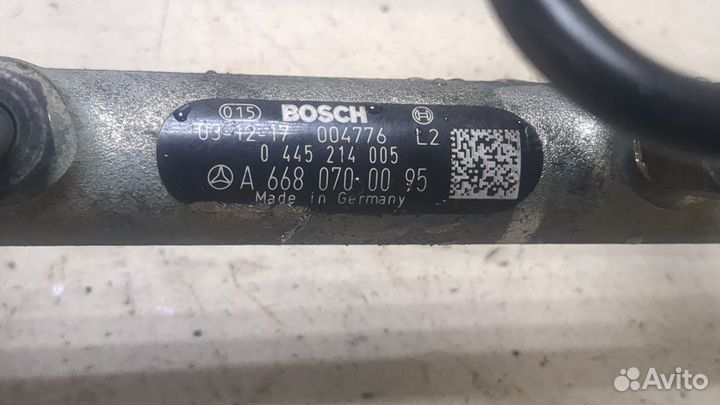 015 BOSCH
03-12-17 004776 L2
0 445 214 005
A 668 070 00 95
Made in Germany
Avito